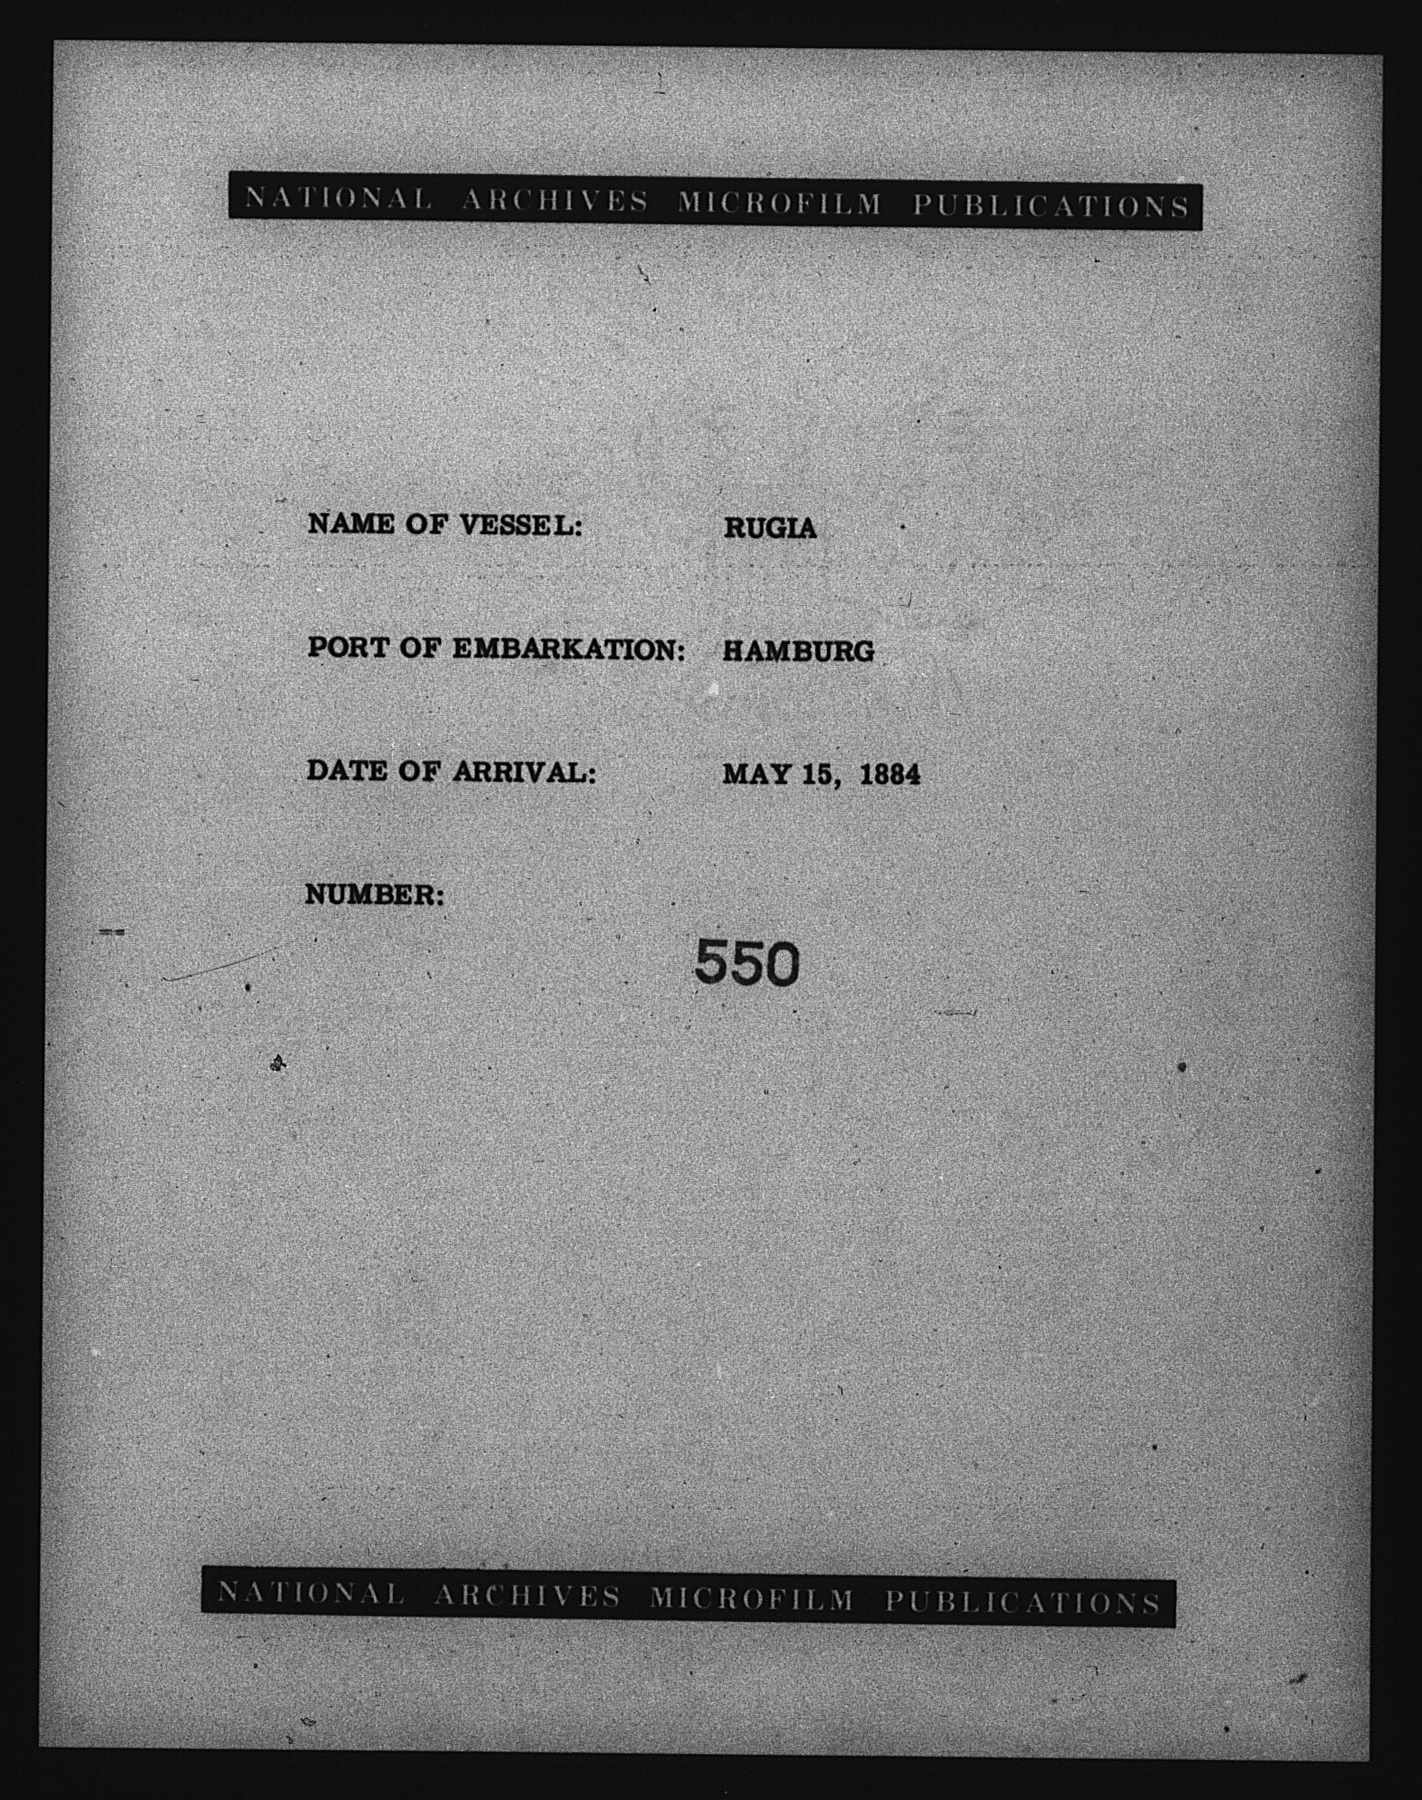 NATIONAL ARCHIVES MICROFILM PUBLICATIONS
NAME OF VESSEL: RUGIA
PORT OF EMBARKATION: HAMBURG
DATE OF ARRIVAL: MAY 15, 1884
NUMBER:
550
NATIONAL ARCHIVES MICROFILM PUBLICATIONS